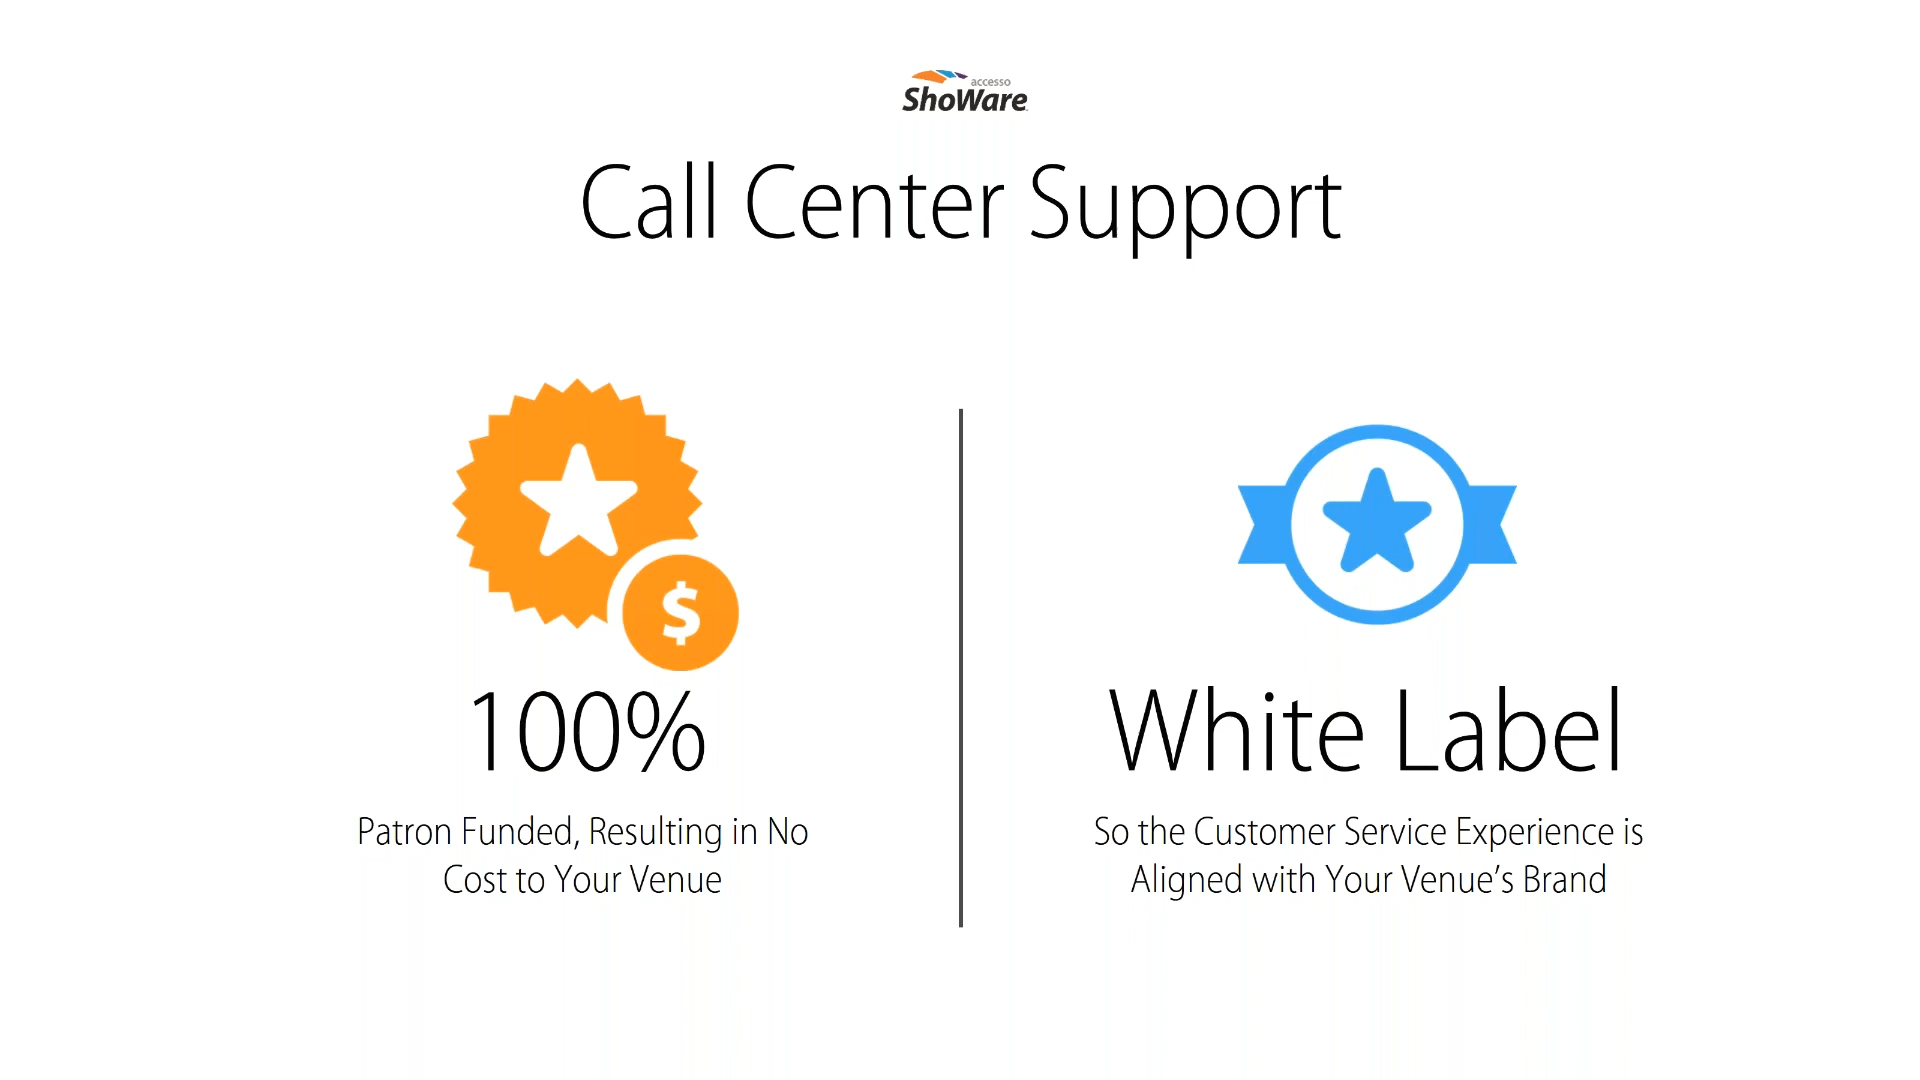 accesso
ShoWare
Call Center Support
$
100%
Patron Funded, Resulting in No
Cost to Your Venue
White Label
So the Customer Service Experience is
Aligned with Your Venue’s Brand